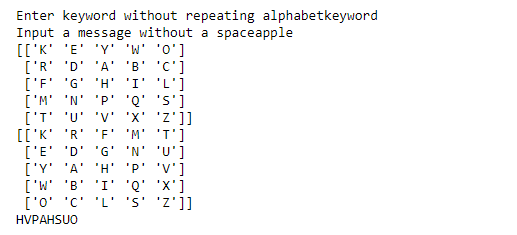 Enter keyword without repeating alphabetkeyword
Input a message without a spaceapple
[['K' 'E' 'Y' 'W' 'O']
 ['R' 'D' 'A' 'B' 'C']
 ['F' 'G' 'H' 'I' 'L']
 ['M' 'N' 'P' 'Q' 'S']
 ['T' 'U' 'V' 'X' 'Z']]
[['K' 'R' 'F' 'M' 'T']
 ['E' 'D' 'G' 'N' 'U']
 ['Y' 'A' 'H' 'P' 'V']
 ['W' 'B' 'I' 'Q' 'X']
 ['O' 'C' 'L' 'S' 'Z']]
HVPAHSUO